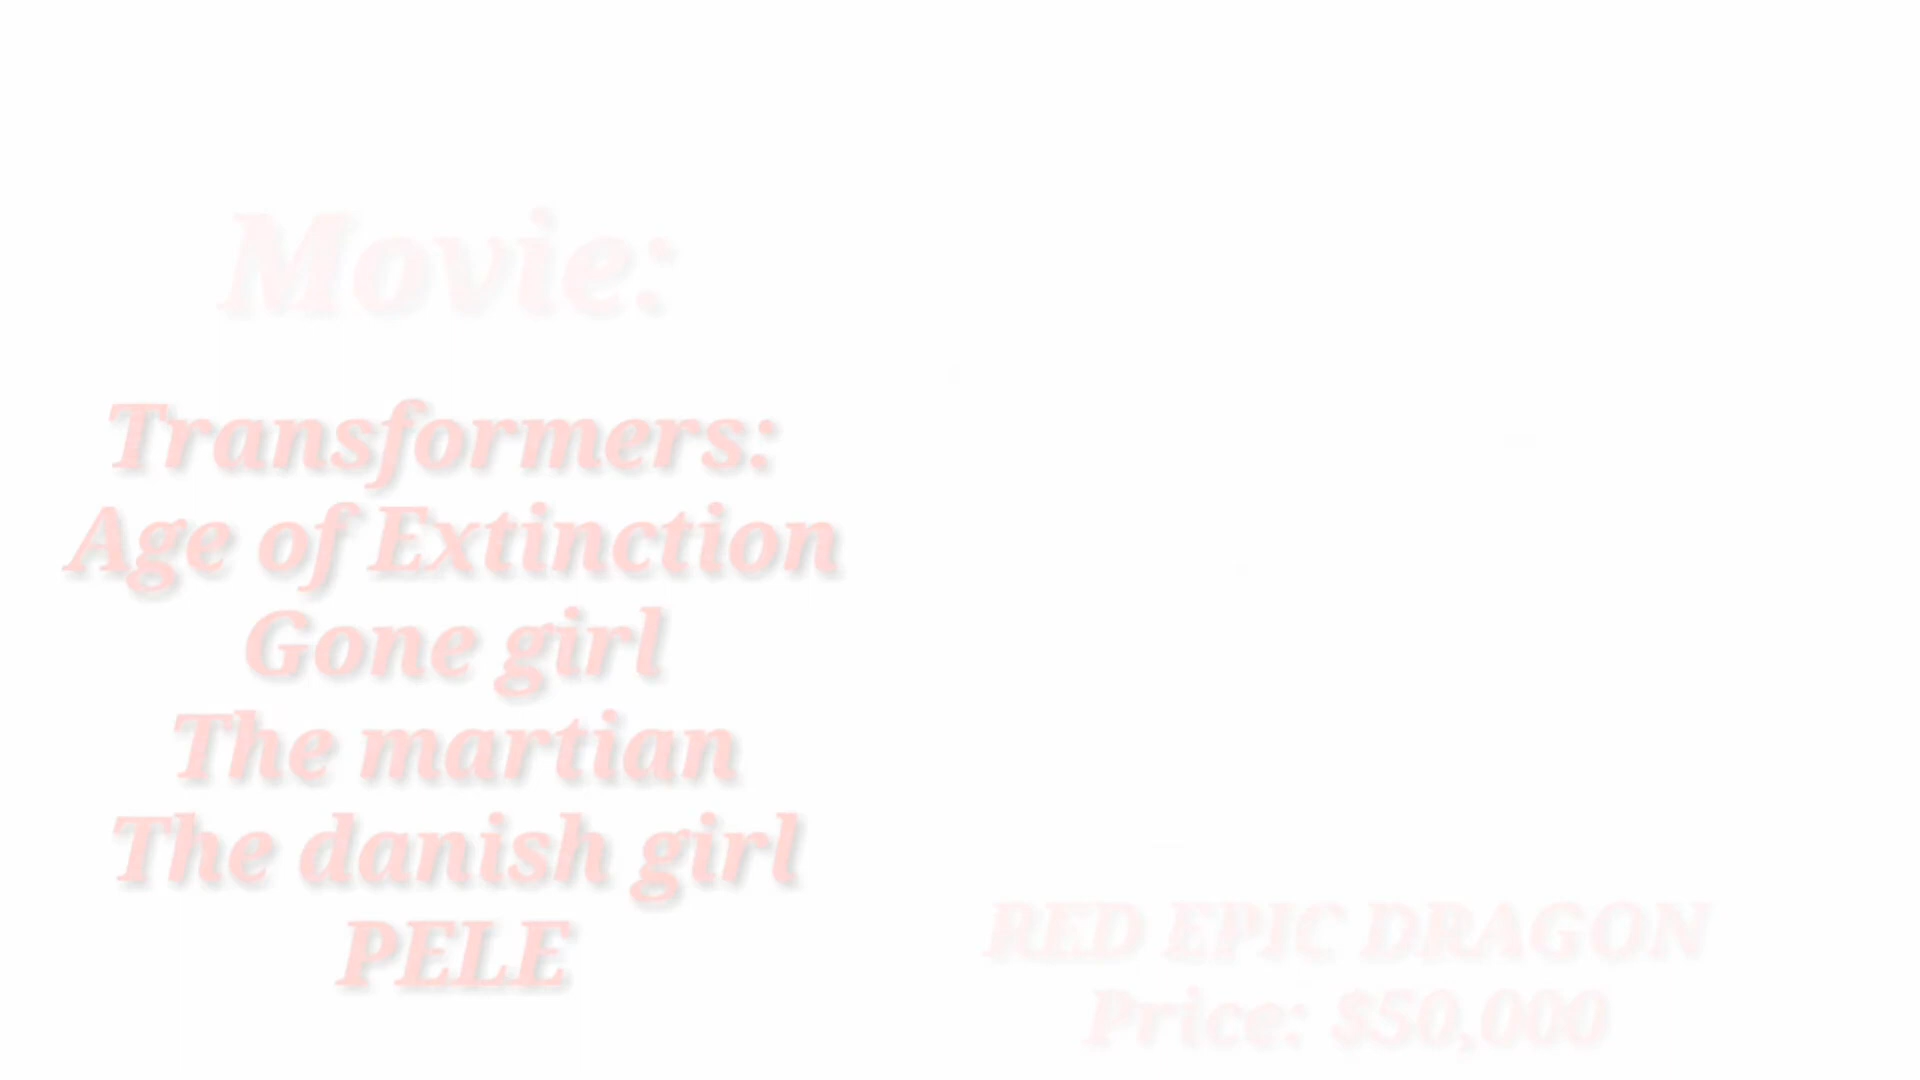 Movie:
Transformers:
Age of Extinction
Gone girl
The martian
The danish girl
PELE
RED EPIC DRAGON
Price: $50,000